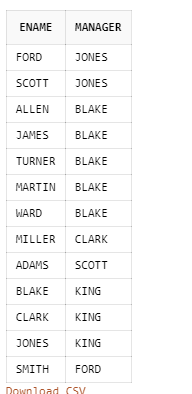 ENAME MANAGER
FORD JONES
SCOTT JONES
ALLEN BLAKE
JAMES BLAKE
TURNER BLAKE
MARTIN BLAKE
WARD BLAKE
MILLER CLARK
ADAMS SCOTT
BLAKE KING
CLARK KING
JONES KING
SMITH FORD
Download CSV